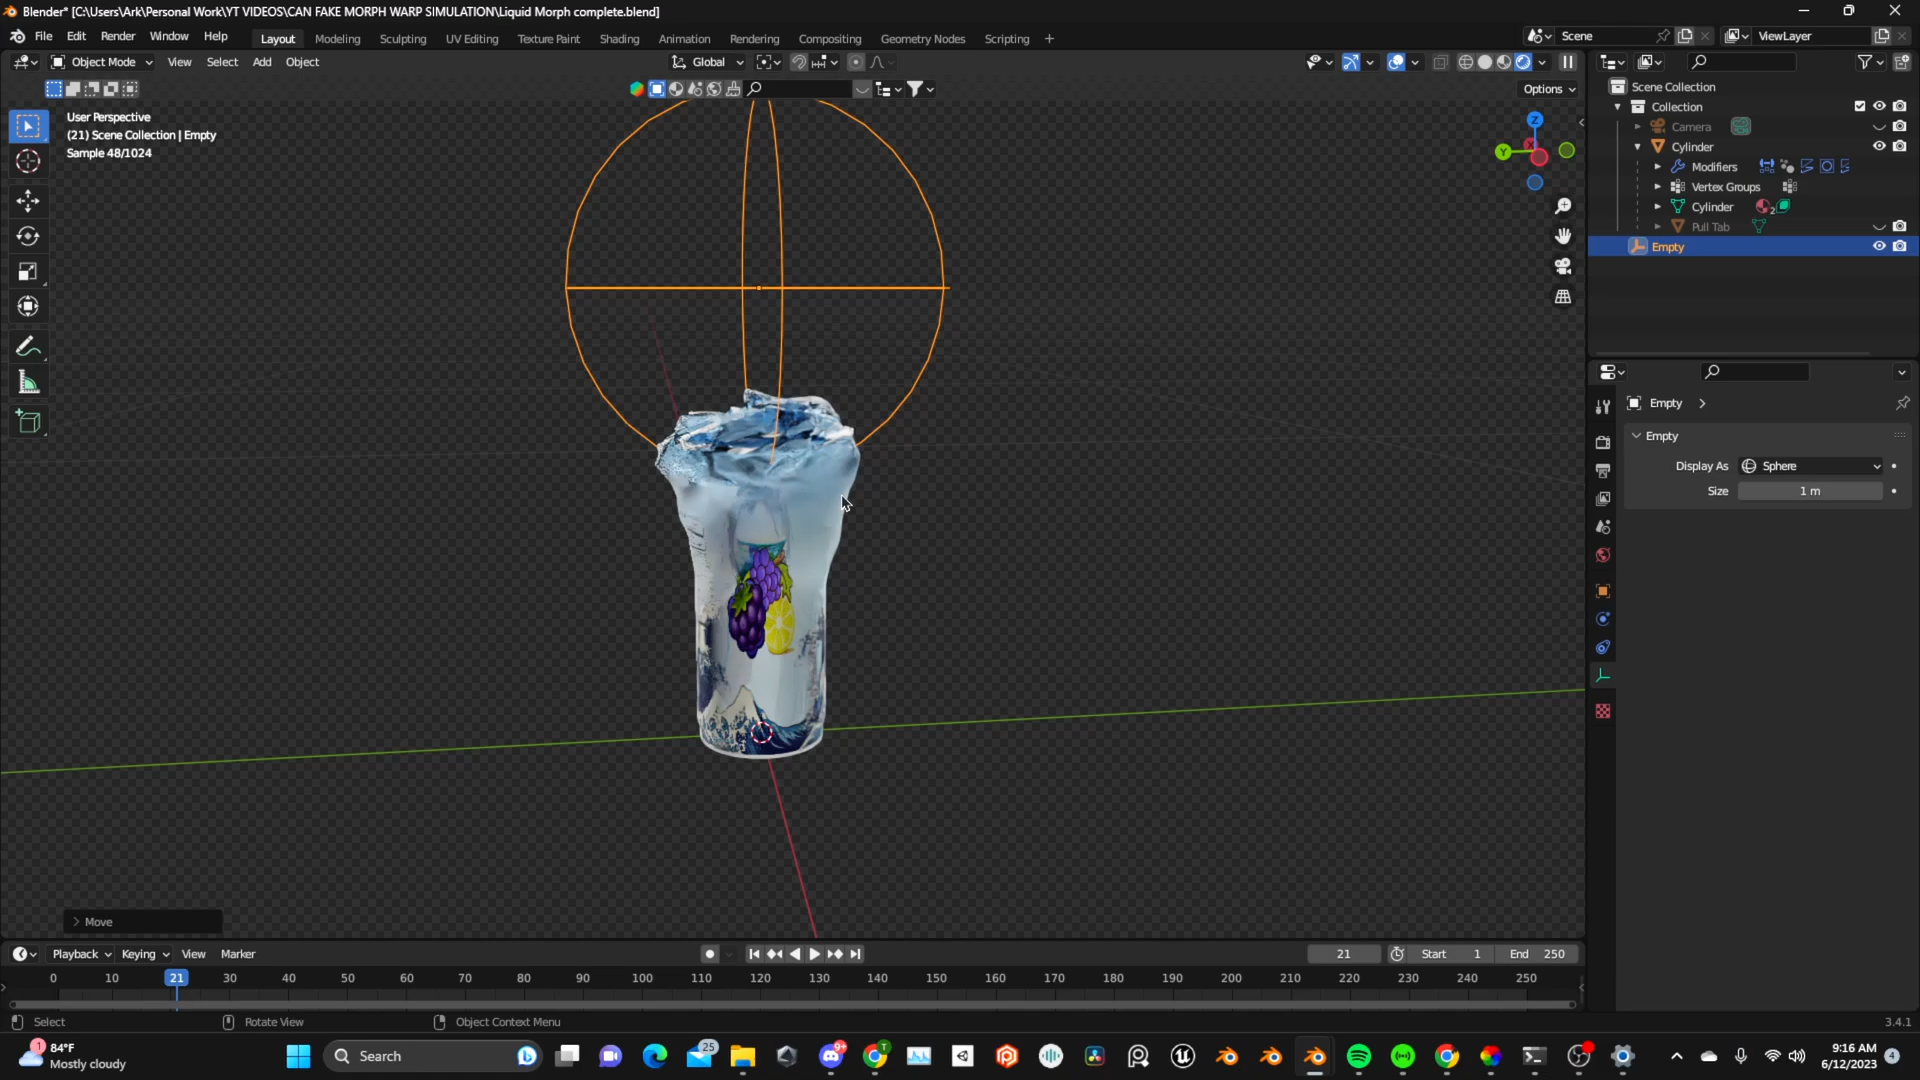 Blender* [C:\Users\Ark\Personal Work\YT VIDEOS\CAN FAKE MORPH WARP SIMULATION\Liquid Morph complete.blend]
File Edit Render Window Help Layout Modeling Sculpting UV Editing Texture Paint Shading Animation Rendering Compositing Geometry Nodes Scripting + Scene ViewLayer
Object Mode View Select Add Object Global
Options
User Perspective
(21) Scene Collection | Empty
Sample 48/1024
Z
X
Y
Scene Collection
Collection
Camera
Cylinder
Modifiers
Vertex Groups
Cylinder 2
Pull Tab
Empty
Empty
Empty
Display As Sphere
Size 1 m
Move
Playback Keying View Marker 21 Start 1 End 250
0 10 21 30 40 50 60 70 80 90 100 110 120 130 140 150 160 170 180 190 200 210 220 230 240 250
Select Rotate View Object Context Menu 3.4.1
1 84°F
Mostly cloudy
Search
25
9+
T
9:16 AM
6/12/2023
4